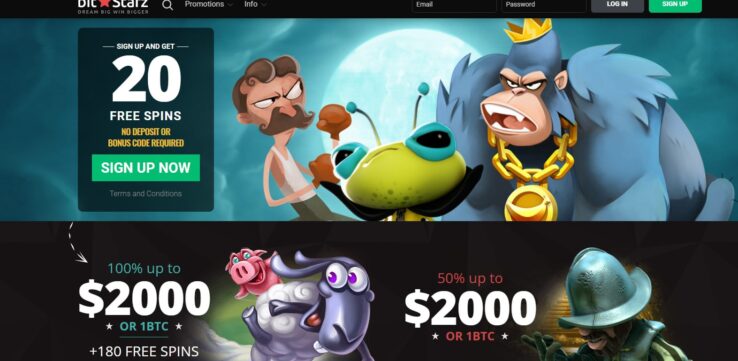 bit Starz
DREAM BIG WIN BIGGER
Promotions
Info
Email
Password
LOG IN
SIGN UP
SIGN UP AND GET
20
FREE SPINS
NO DEPOSIT OR
BONUS CODE REQUIRED
SIGN UP NOW
Terms and Conditions
100% up to
$2000
OR 1BTC
+180 FREE SPINS
50% up to
$2000
OR 1BTC